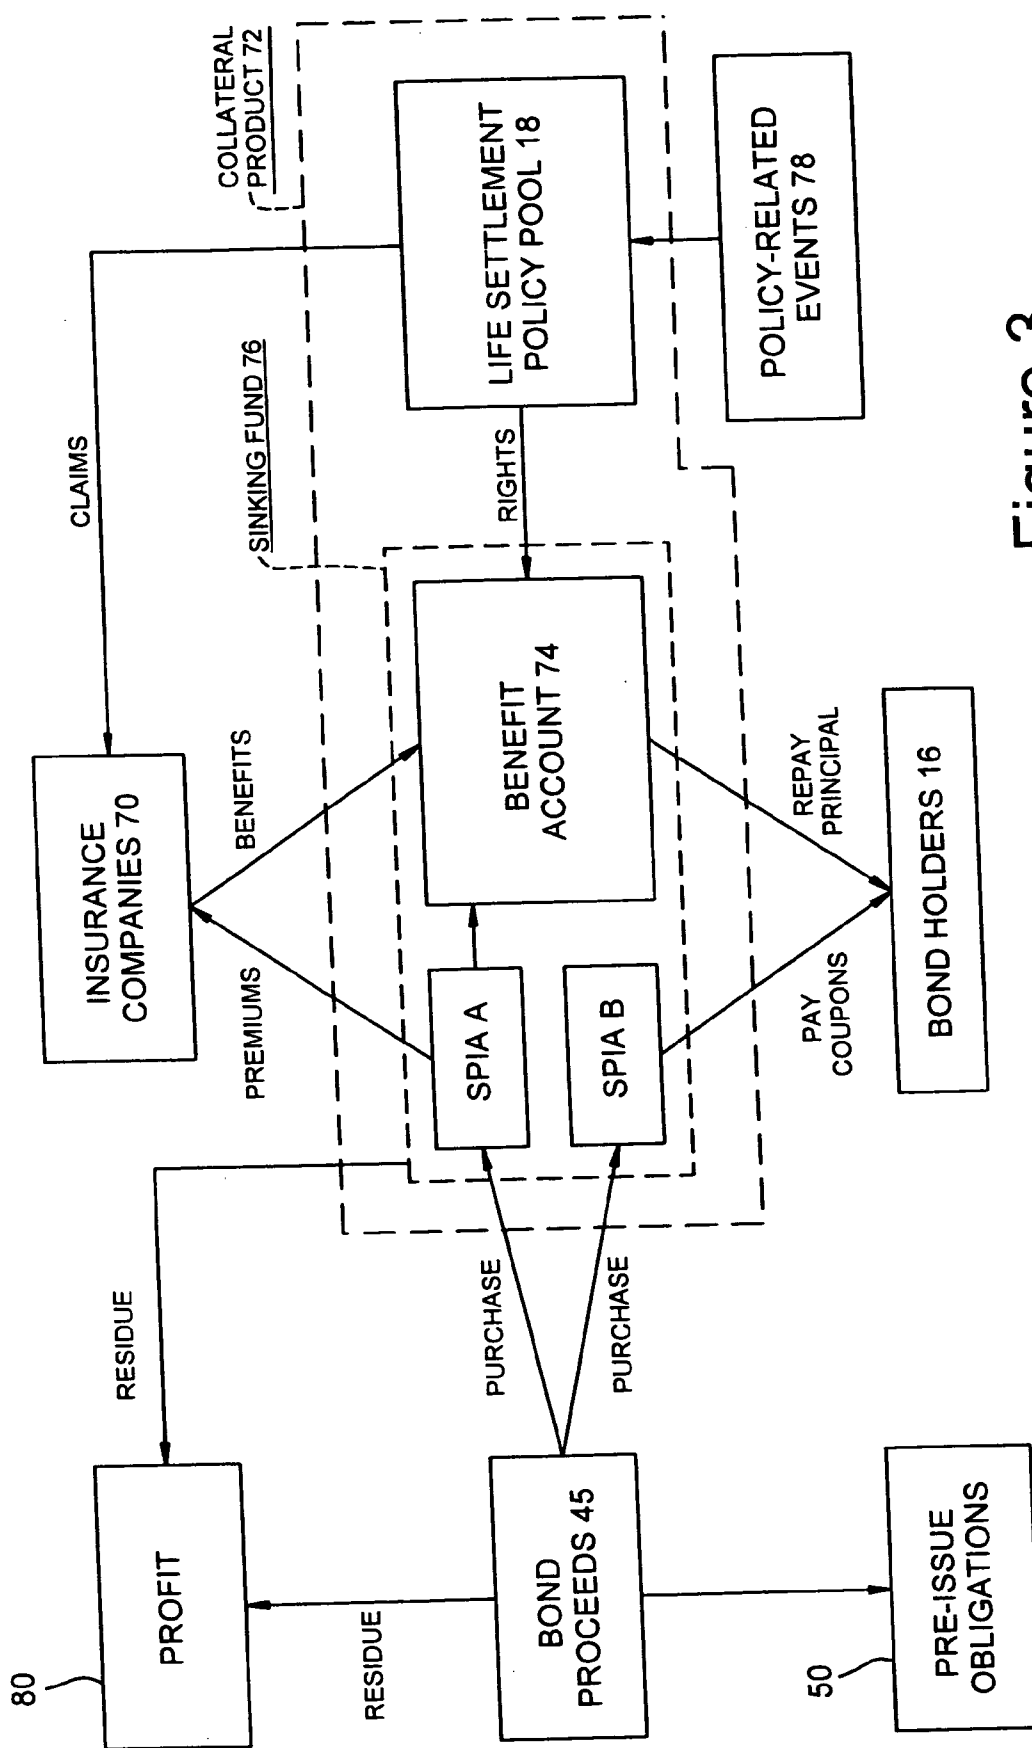 80
PROFIT
RESIDUE
RESIDUE
BOND
PROCEEDS 45
50
PRE-ISSUE
OBLIGATIONS
PURCHASE
PURCHASE
INSURANCE
COMPANIES 70
CLAIMS
PREMIUMS
BENEFITS
SINKING FUND 76
COLLATERAL
PRODUCT 72
SPIA A
SPIA B
BENEFIT
ACCOUNT 74
RIGHTS
LIFE SETTLEMENT
POLICY POOL 18
PAY
COUPONS
REPAY
PRINCIPAL
BOND HOLDERS 16
POLICY-RELATED
EVENTS 78
Figure 3